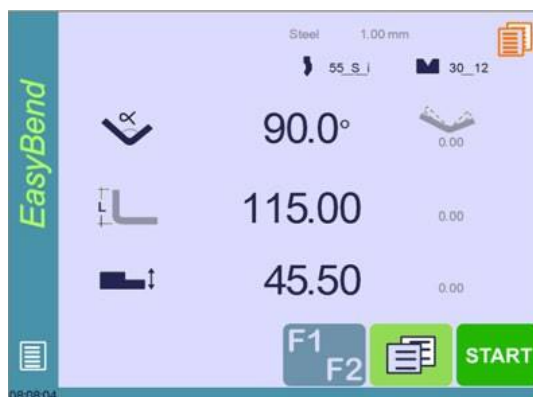 Steel 1.00 mm
55_S_i 30_12
EasyBend
α 90.0° 0.00
L 115.00 0.00
45.50 0.00
F1 F2 START
08:08:04